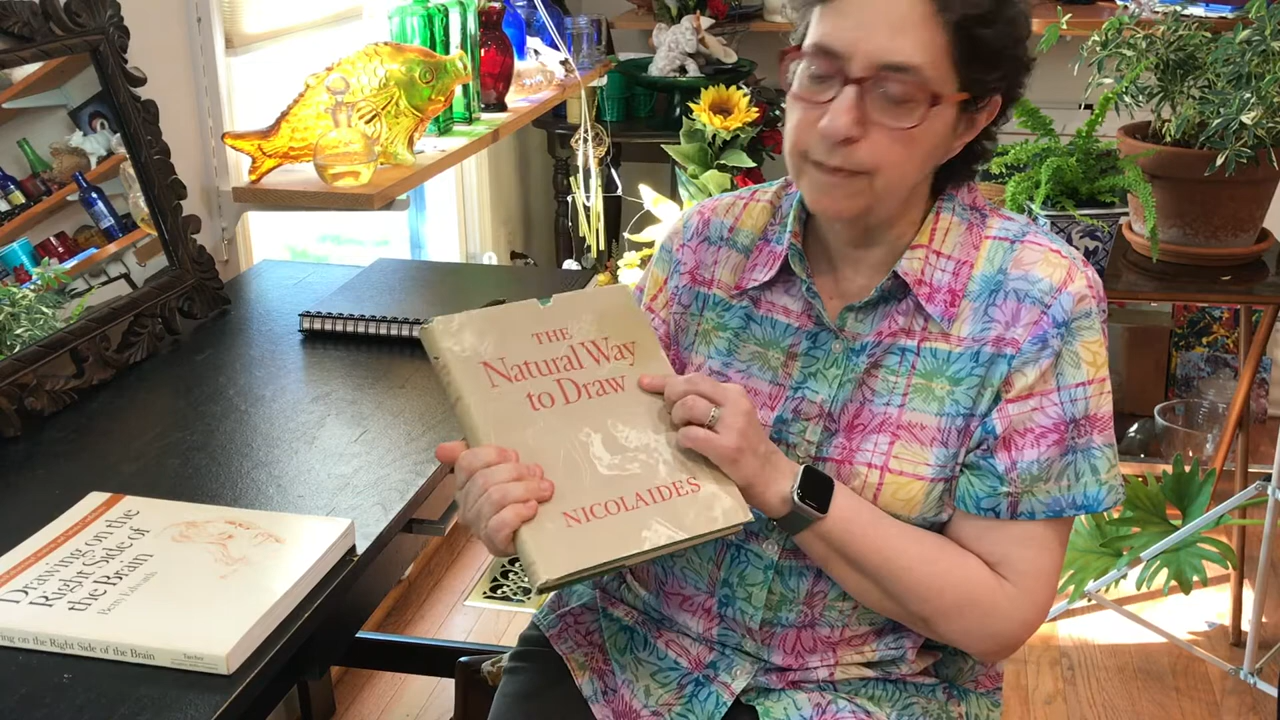 THE
Natural Way
to Draw
NICOLAIDES
Drawing on the
Right Side of
the Brain
Betty Edwards
ing on the Right Side of the Brain
Tarcher